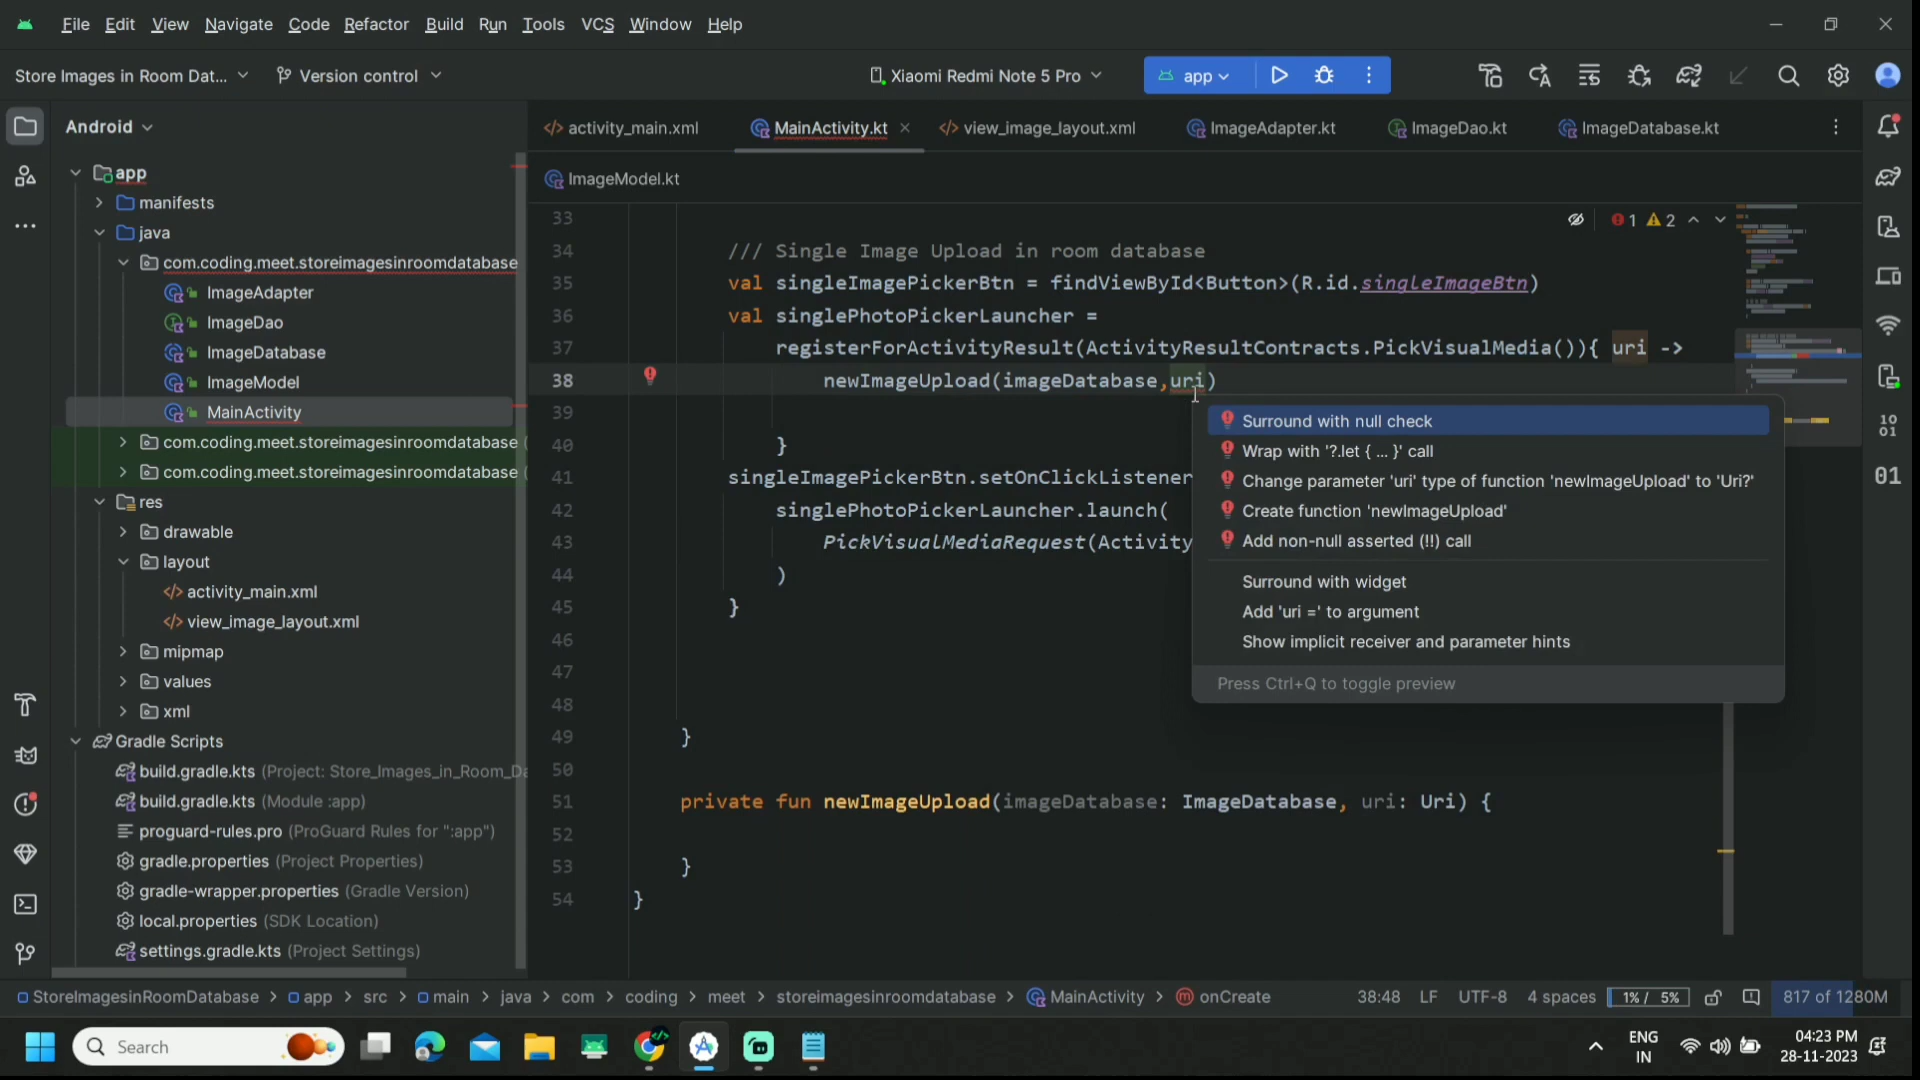 File Edit View Navigate Code Refactor Build Run Tools VCS Window Help
Store Images in Room Dat... Version control Xiaomi Redmi Note 5 Pro app
Android
activity_main.xml MainActivity.kt view_image_layout.xml ImageAdapter.kt ImageDao.kt ImageDatabase.kt
ImageModel.kt
app
manifests
java
com.coding.meet.storeimagesinroomdatabase
ImageAdapter
ImageDao
ImageDatabase
ImageModel
MainActivity
com.coding.meet.storeimagesinroomdatabase (
com.coding.meet.storeimagesinroomdatabase (
res
drawable
layout
activity_main.xml
view_image_layout.xml
mipmap
values
xml
Gradle Scripts
build.gradle.kts (Project: Store_Images_in_Room_Da
build.gradle.kts (Module :app)
proguard-rules.pro (ProGuard Rules for ":app")
gradle.properties (Project Properties)
gradle-wrapper.properties (Gradle Version)
local.properties (SDK Location)
settings.gradle.kts (Project Settings)
1 2
33
34 /// Single Image Upload in room database
35 val singleImagePickerBtn = findViewById<Button>(R.id.singleImageBtn)
36 val singlePhotoPickerLauncher =
37 registerForActivityResult(ActivityResultContracts.PickVisualMedia()){ uri ->
38 newImageUpload(imageDatabase,uri)
39
40 }
41 singleImagePickerBtn.setOnClickListener
42 singlePhotoPickerLauncher.launch(
43 PickVisualMediaRequest(Activity
44 )
45 }
46
47
48
49 }
50
51 private fun newImageUpload(imageDatabase: ImageDatabase, uri: Uri) {
52
53 }
54 }
Surround with null check
Wrap with '?.let { ... }' call
Change parameter 'uri' type of function 'newImageUpload' to 'Uri?'
Create function 'newImageUpload'
Add non-null asserted (!!) call
Surround with widget
Add 'uri =' to argument
Show implicit receiver and parameter hints
Press Ctrl+Q to toggle preview
10
01
01
StoreImagesinRoomDatabase > app > src > main > java > com > coding > meet > storeimagesinroomdatabase > MainActivity > onCreate 38:48 LF UTF-8 4 spaces 1% / 5% 817 of 1280M
Search
ENG
IN
04:23 PM
28-11-2023